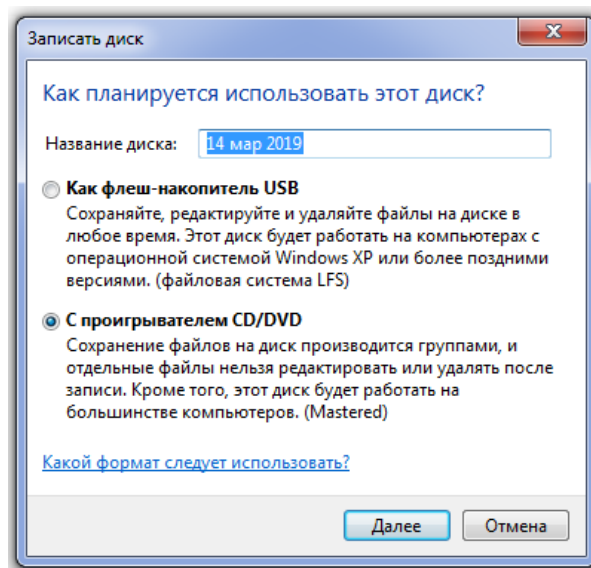 Записать диск
Как планируется использовать этот диск?
Название диска: 14 мар 2019
Как флеш-накопитель USB
Сохраняйте, редактируйте и удаляйте файлы на диске в
любое время. Этот диск будет работать на компьютерах с
операционной системой Windows XP или более поздними
версиями. (файловая система LFS)
С проигрывателем CD/DVD
Сохранение файлов на диск производится группами, и
отдельные файлы нельзя редактировать или удалять после
записи. Кроме того, этот диск будет работать на
большинстве компьютеров. (Mastered)
Какой формат следует использовать?
Далее Отмена